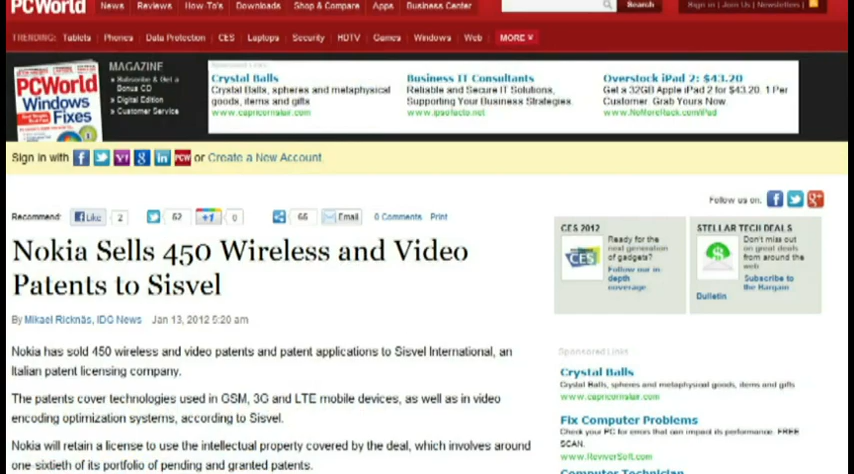 PCWorld News Reviews How-To's Downloads Shop & Compare Apps Business Center Search Sign in | Join Us | Newsletters |
TRENDING: Tablets Phones Data Protection CES Laptops Security HDTV Games Windows Web MORE
PCWorld
Windows
Fixes
MAGAZINE
» Subscribe & Get a
Bonus CD
» Digital Edition
» Customer Service
Sponsored Links
Crystal Balls
Crystal Balls, spheres and metaphysical
goods, items and gifts
www.capricornslair.com
Business IT Consultants
Reliable and Secure IT Solutions,
Supporting Your Business Strategies.
www.ipsofacto.net
Overstock iPad 2: $43.20
Get a 32GB Apple iPad 2 for $43.20. 1 Per
Customer. Grab Yours Now.
www.NoMoreRack.com/iPad
Sign in with PCW or Create a New Account
Follow us on:
Recommend: Like 2 62 +1 0 66 Email 0 Comments Print
Nokia Sells 450 Wireless and Video
Patents to Sisvel
By Mikael Ricknäs, IDG News Jan 13, 2012 5:20 am
Nokia has sold 450 wireless and video patents and patent applications to Sisvel International, an
Italian patent licensing company.
The patents cover technologies used in GSM, 3G and LTE mobile devices, as well as in video
encoding optimization systems, according to Sisvel.
Nokia will retain a license to use the intellectual property covered by the deal, which involves around
one-sixtieth of its portfolio of pending and granted patents.
CES 2012
CES
Ready for the
next generation
of gadgets?
Follow our in-
depth
coverage.
STELLAR TECH DEALS
Don't miss out
on great deals
from around the
web
Subscribe to
the Bargain
Bulletin
Sponsored Links
Crystal Balls
Crystal Balls, spheres and metaphysical goods, items and gifts
www.capricornslair.com
Fix Computer Problems
Check your PC for errors that can impact its performance. FREE
SCAN.
www.ReviverSoft.com
Computer Technician